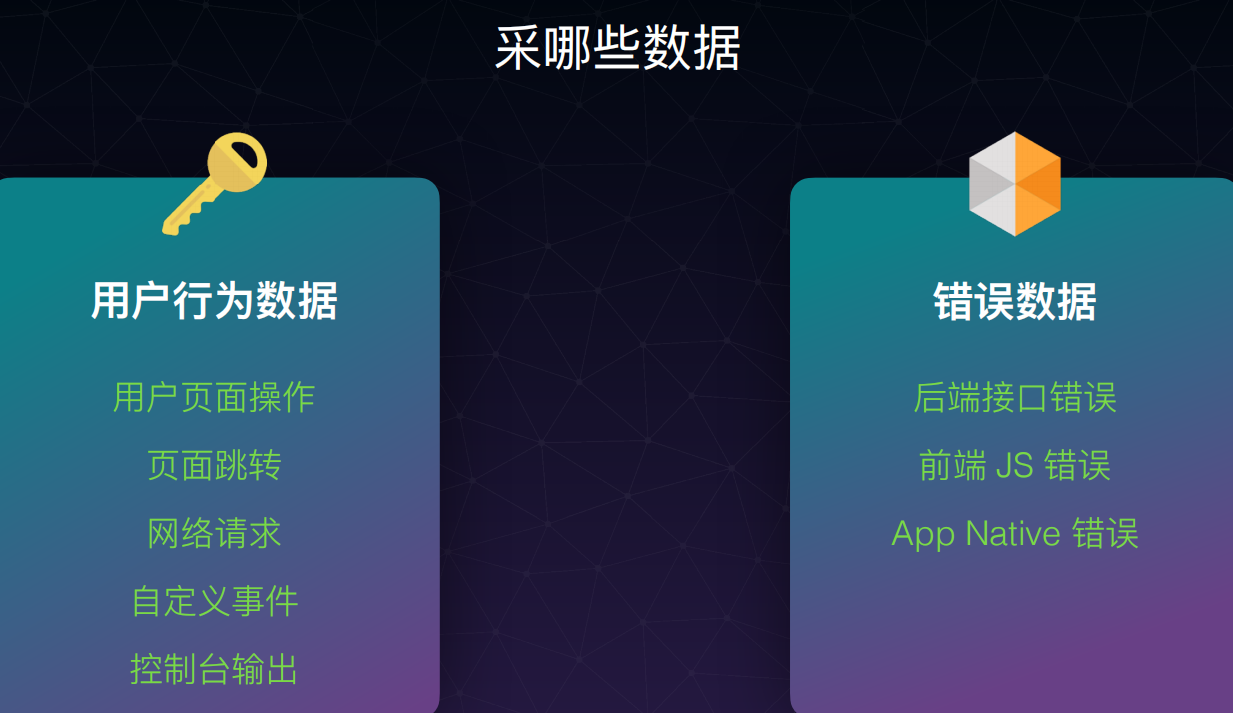 采哪些数据
用户行为数据
用户页面操作
页面跳转
网络请求
自定义事件
控制台输出
错误数据
后端接口错误
前端 JS 错误
App Native 错误